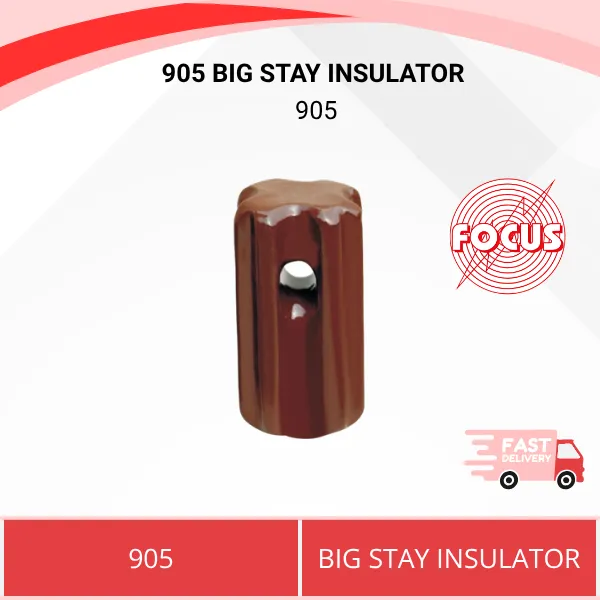 905 BIG STAY INSULATOR
905
FOCUS
FAST
DELIVERY
905
BIG STAY INSULATOR